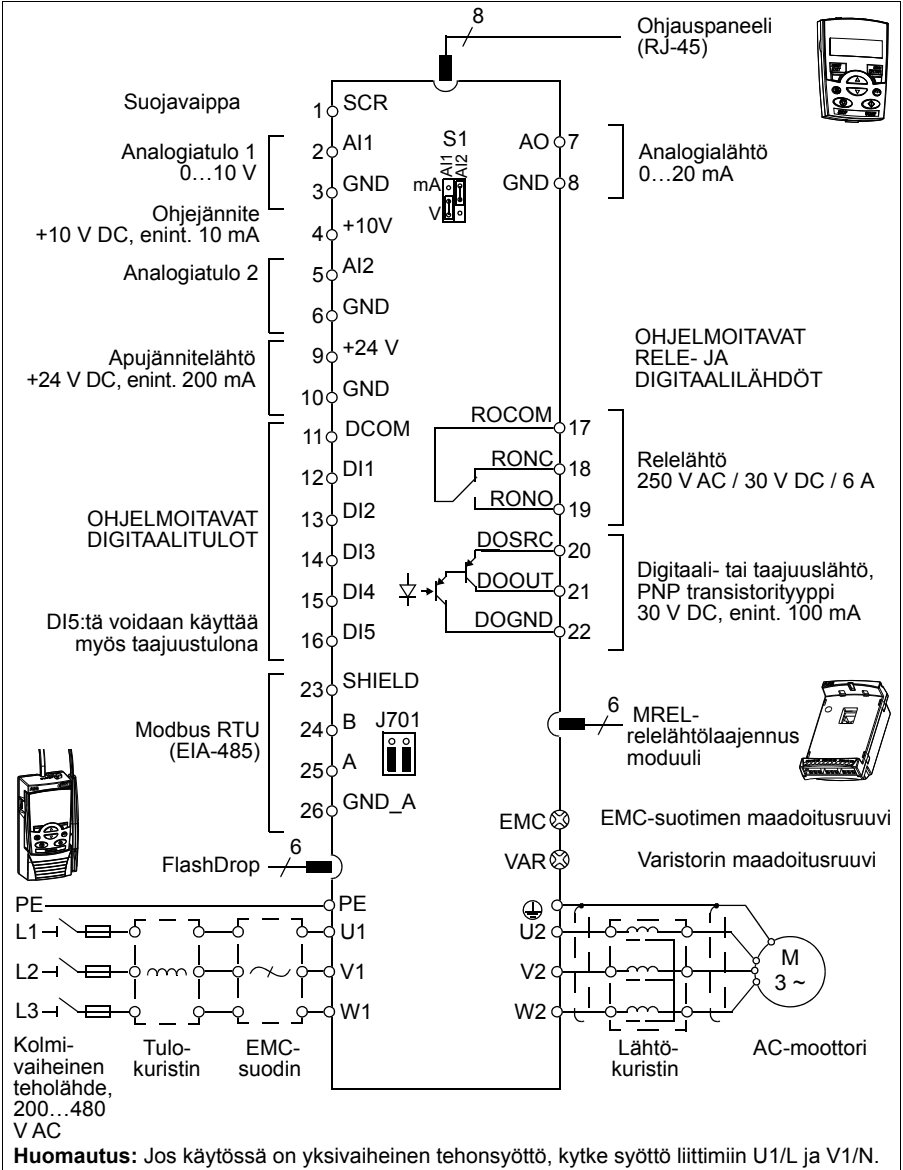 8
Ohjauspaneeli
(RJ-45)
Suojavaippa
1 SCR
Analogiatulo 1
0…10 V
2 AI1
3 GND
Ohjejännite
+10 V DC, enint. 10 mA
4 +10V
Analogiatulo 2
5 AI2
6 GND
Apujännitelähtö
+24 V DC, enint. 200 mA
9 +24 V
10 GND
11 DCOM
12 DI1
13 DI2
14 DI3
15 DI4
16 DI5
OHJELMOITAVAT
DIGITAALITULOT
DI5:tä voidaan käyttää
myös taajuustulona
23 SHIELD
24 B
25 A
26 GND_A
Modbus RTU
(EIA-485)
J701
FlashDrop
6
S1
AI1
AI2
mA
V
AO 7
GND 8
Analogialähtö
0…20 mA
OHJELMOITAVAT
RELE- JA
DIGITAALILÄHDÖT
ROCOM 17
RONC 18
RONO 19
Relelähtö
250 V AC / 30 V DC / 6 A
DOSRC 20
DOOUT 21
DOGND 22
Digitaali- tai taajuuslähtö,
PNP transistorityyppi
30 V DC, enint. 100 mA
6
MREL-
relelähtölaajennus
moduuli
EMC
EMC-suotimen maadoitusruuvi
VAR
Varistorin maadoitusruuvi
PE
PE
L1
U1
U2
L2
V1
V2
L3
W1
W2
M
3 ~
Kolmi-
vaiheinen
teholähde,
200…480
V AC
Tulo-
kuristin
EMC-
suodin
Lähtö-
kuristin
AC-moottori
Huomautus: Jos käytössä on yksivaiheinen tehonsyöttö, kytke syöttö liittimiin U1/L ja V1/N.